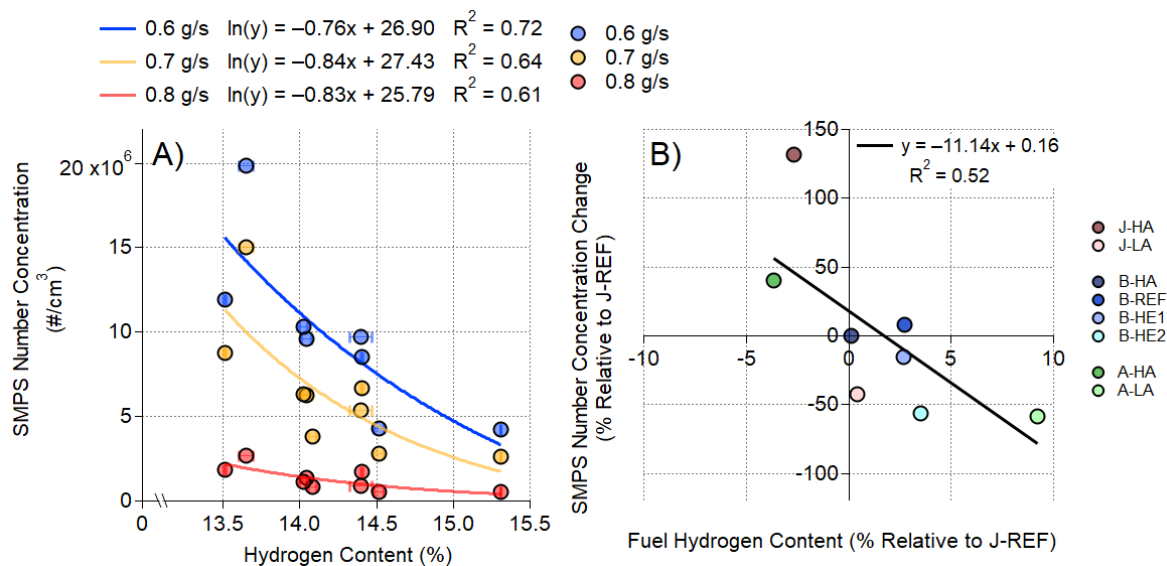 0.6 g/s ln(y) = –0.76x + 26.90 R2 = 0.72
0.7 g/s ln(y) = –0.84x + 27.43 R2 = 0.64
0.8 g/s ln(y) = –0.83x + 25.79 R2 = 0.61
0.6 g/s
0.7 g/s
0.8 g/s
A)
SMPS Number Concentration
(#/cm3)
20 x106
15
10
5
0
0
13.5
14.0
14.5
15.0
15.5
Hydrogen Content (%)
B)
y = –11.14x + 0.16
R2 = 0.52
SMPS Number Concentration Change
(% Relative to J-REF)
150
100
50
0
-50
-100
-10
-5
0
5
10
Fuel Hydrogen Content (% Relative to J-REF)
J-HA
J-LA
B-HA
B-REF
B-HE1
B-HE2
A-HA
A-LA